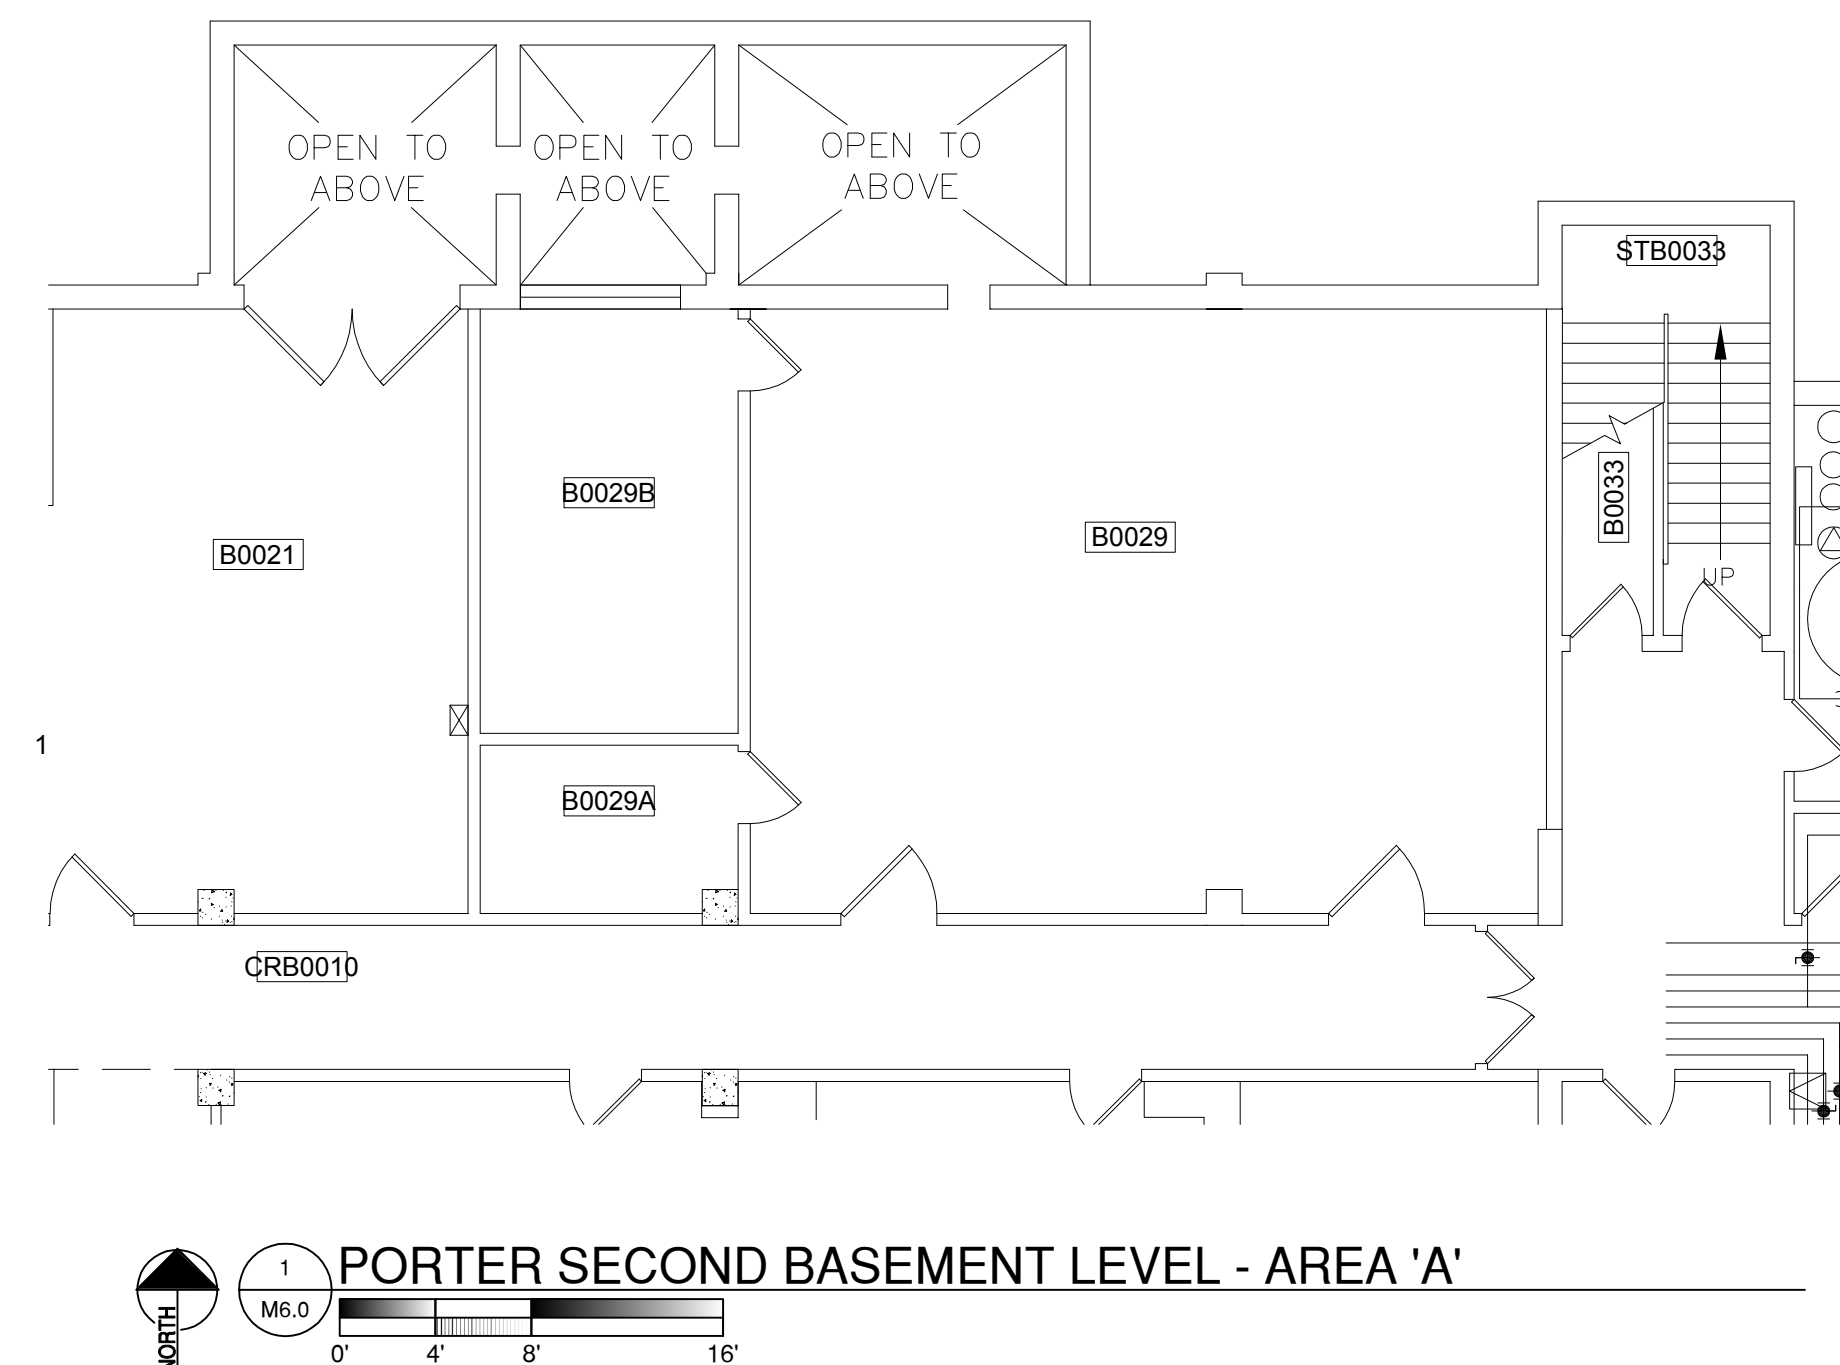 OPEN TO
ABOVE
OPEN TO
ABOVE
OPEN TO
ABOVE
STB0033
B0029B
B0033
B0029
B0021
UP
1
B0029A
CRB0010
1
M6.0
PORTER SECOND BASEMENT LEVEL - AREA 'A'
NORTH
0' 4' 8' 16'